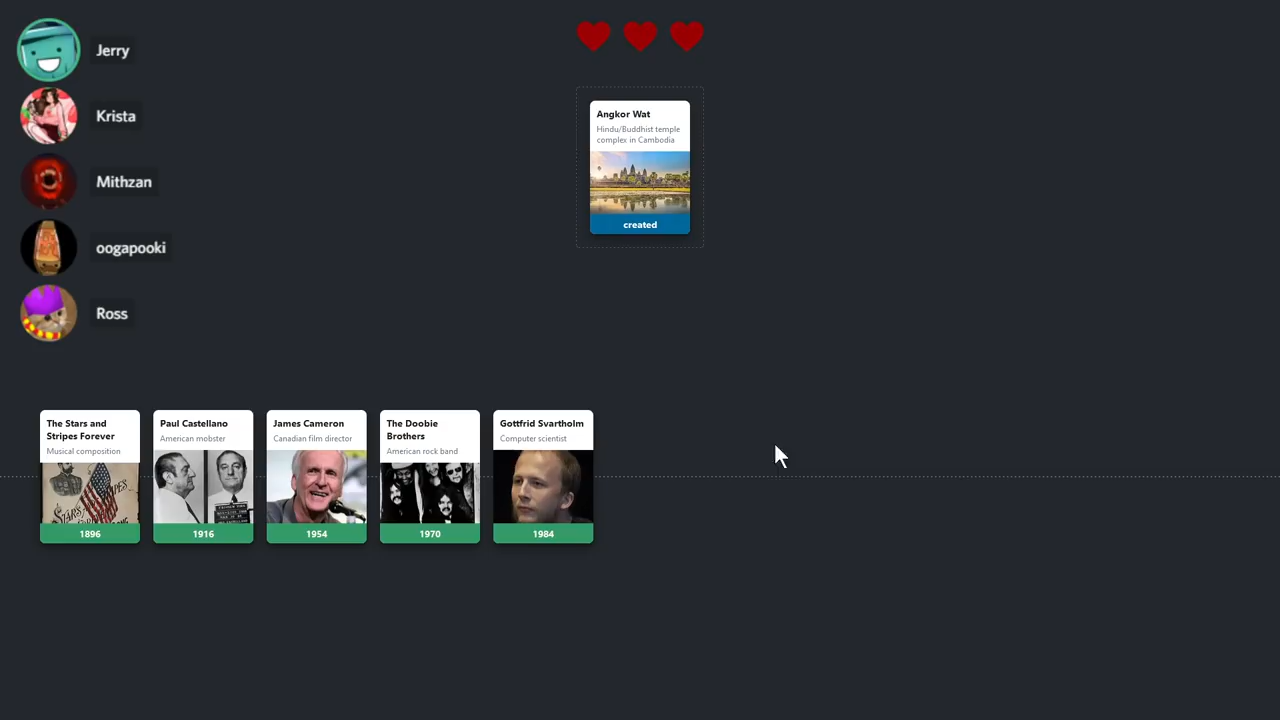 Jerry
Krista
Mithzan
oogapooki
Ross
Angkor Wat
Hindu/Buddhist temple
complex in Cambodia
created
The Stars and
Stripes Forever
Musical composition
1896
Paul Castellano
American mobster
1916
James Cameron
Canadian film director
1954
The Doobie
Brothers
American rock band
1970
Gottfrid Svartholm
Computer scientist
1984